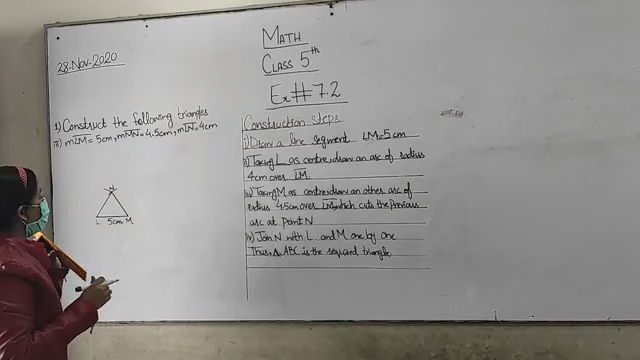 MATH
CLASS 5th
28-Nov-2020
Ex # 7.2
1) Construct the following triangles
iii) mLM = 5cm, mMN = 4.5cm, mLN = 4cm
N
L 5cm M
Construction steps
i) Draw a line segment LM=5cm
ii) Taking L as centre, draw an arc of radius
4cm over LM
iii) Taking M as centre, draw an other arc of
radius 4.5cm over LM, which cuts the previous
arc at point N
iv) Join N with L and M one by one
Thus, △ ABC is the required triangle